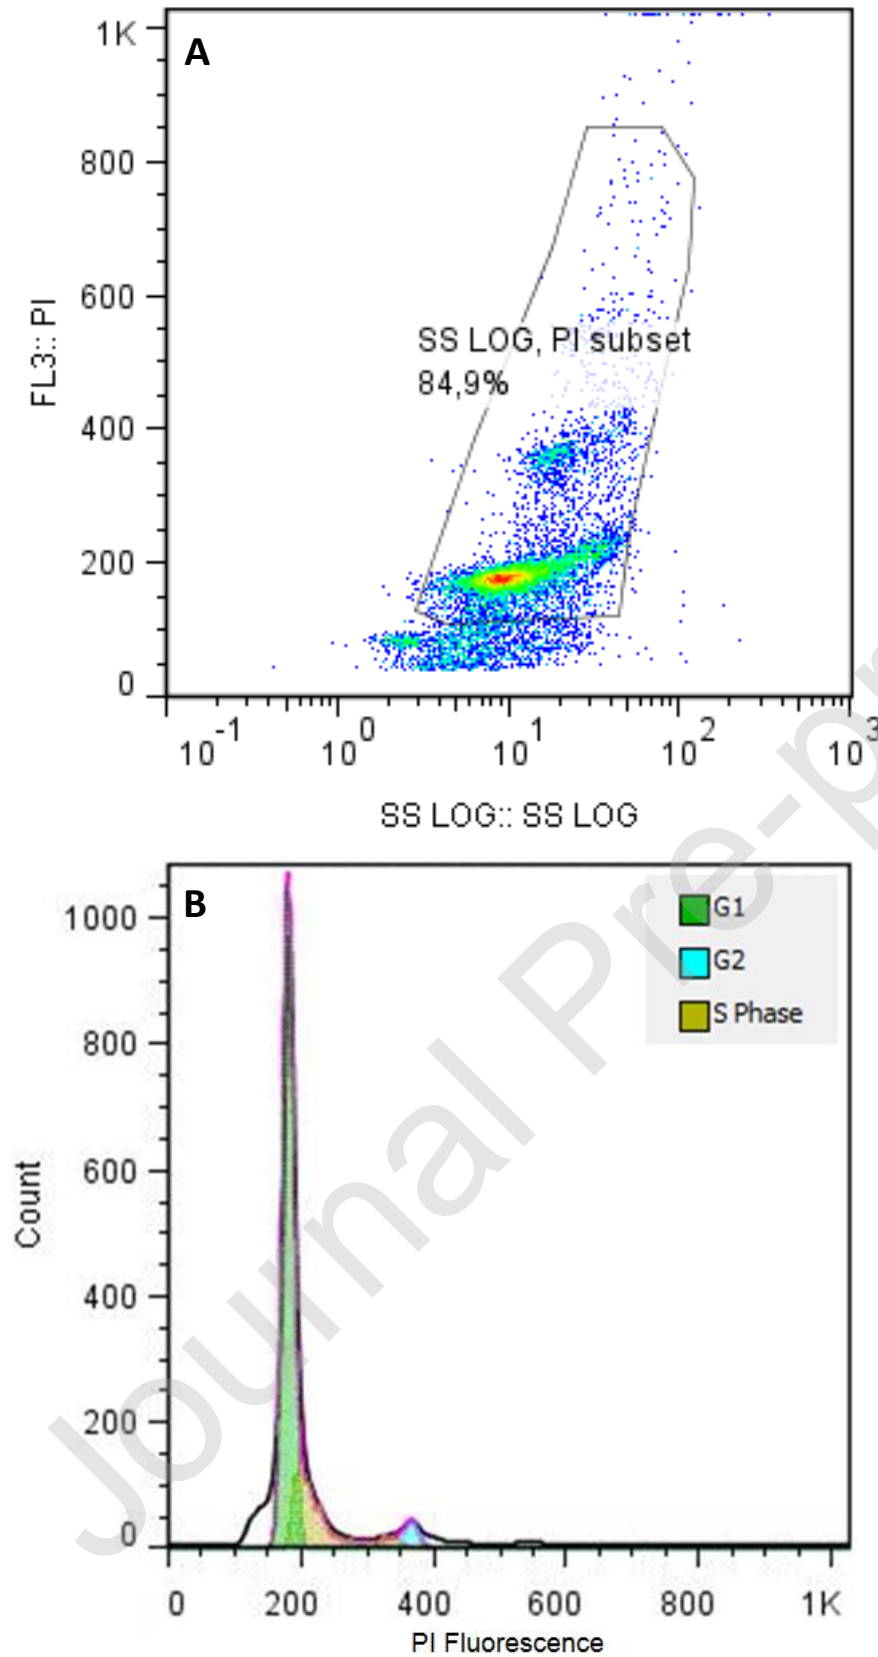 A
1K
800
600
400
200
0
FL3:: PI
SS LOG, PI subset
84,9%
10-1
100
101
102
103
SS LOG:: SS LOG
B
1000
800
600
400
200
0
Count
G1
G2
S Phase
0
200
400
600
800
1K
PI Fluorescence
Journal Pre-p